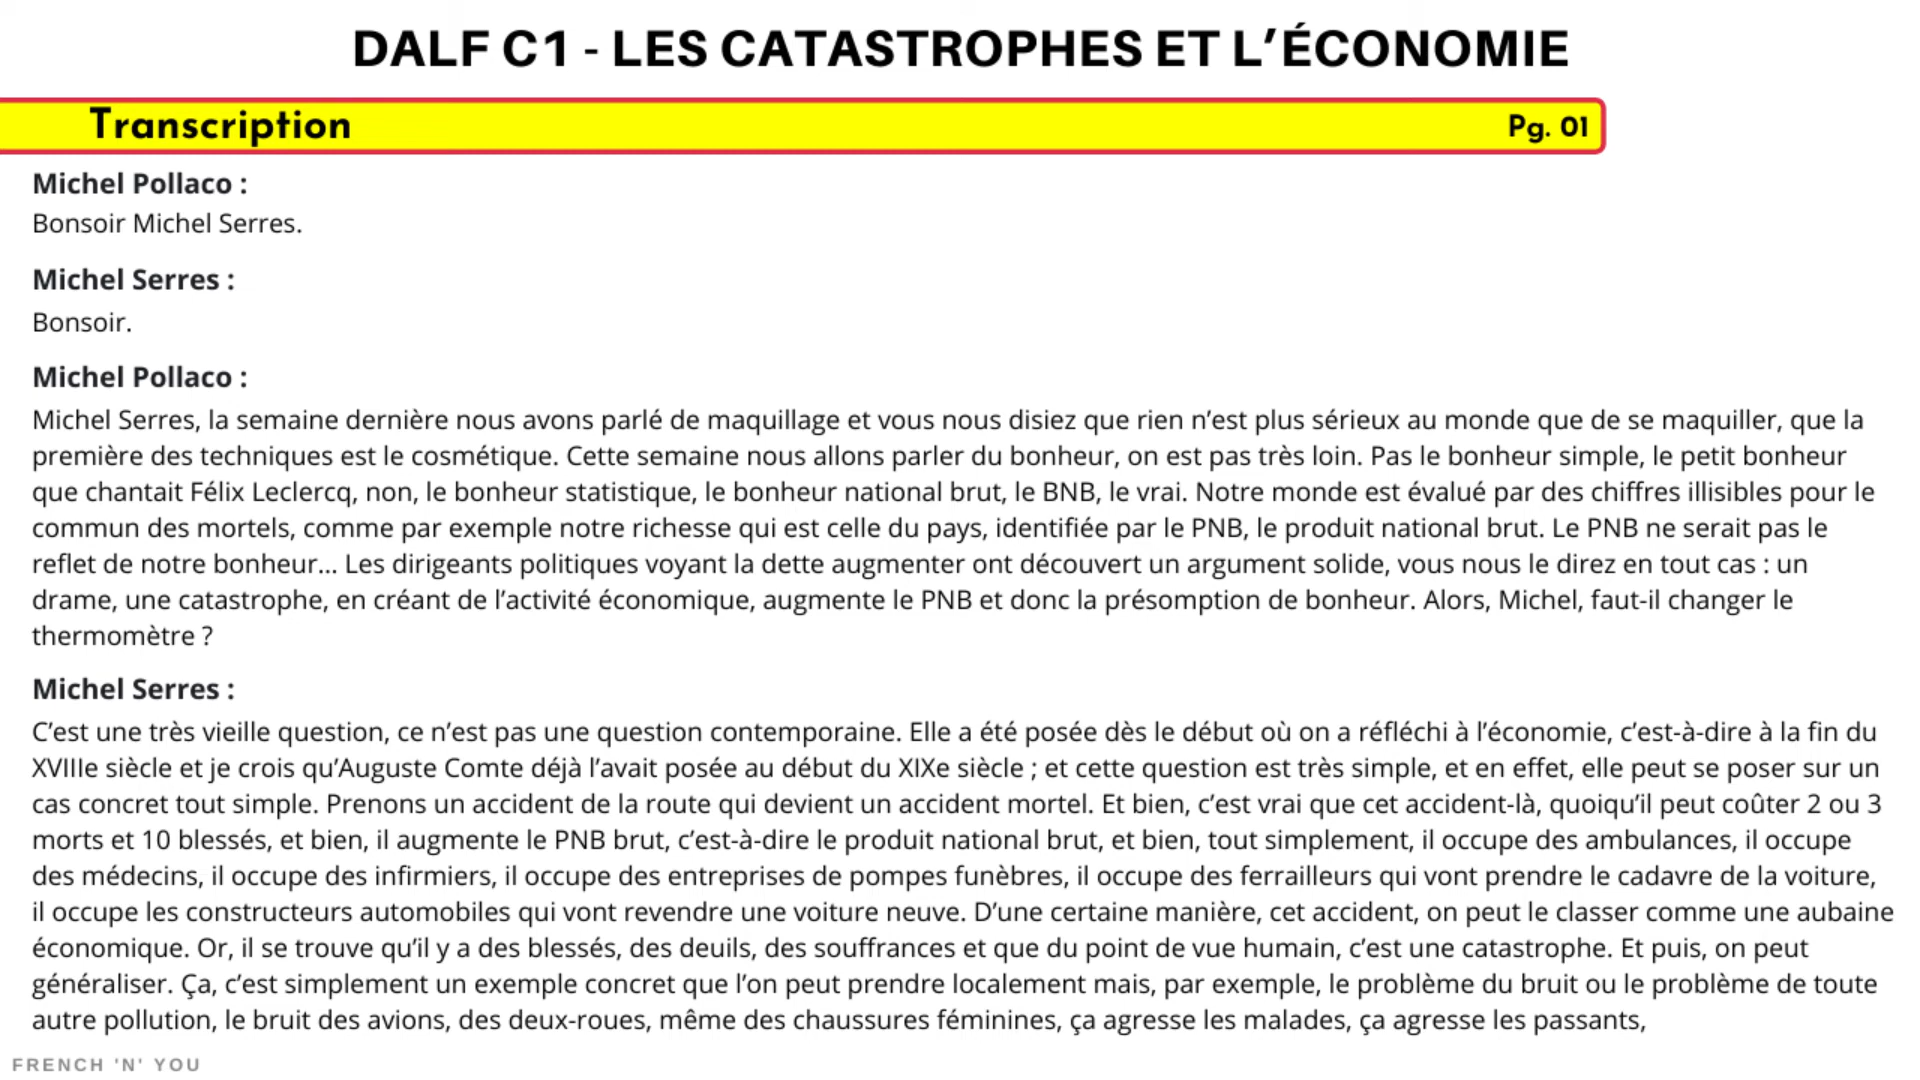 DALF C1 - LES CATASTROPHES ET L’ÉCONOMIE
Transcription
Pg. 01
Michel Pollaco :
Bonsoir Michel Serres.
Michel Serres :
Bonsoir.
Michel Pollaco :
Michel Serres, la semaine dernière nous avons parlé de maquillage et vous nous disiez que rien n’est plus sérieux au monde que de se maquiller, que la
première des techniques est le cosmétique. Cette semaine nous allons parler du bonheur, on est pas très loin. Pas le bonheur simple, le petit bonheur
que chantait Félix Leclercq, non, le bonheur statistique, le bonheur national brut, le BNB, le vrai. Notre monde est évalué par des chiffres illisibles pour le
commun des mortels, comme par exemple notre richesse qui est celle du pays, identifiée par le PNB, le produit national brut. Le PNB ne serait pas le
reflet de notre bonheur... Les dirigeants politiques voyant la dette augmenter ont découvert un argument solide, vous nous le direz en tout cas : un
drame, une catastrophe, en créant de l’activité économique, augmente le PNB et donc la présomption de bonheur. Alors, Michel, faut-il changer le
thermomètre ?
Michel Serres :
C’est une très vieille question, ce n’est pas une question contemporaine. Elle a été posée dès le début où on a réfléchi à l’économie, c’est-à-dire à la fin du
XVIIIe siècle et je crois qu’Auguste Comte déjà l’avait posée au début du XIXe siècle ; et cette question est très simple, et en effet, elle peut se poser sur un
cas concret tout simple. Prenons un accident de la route qui devient un accident mortel. Et bien, c’est vrai que cet accident-là, quoiqu’il peut coûter 2 ou 3
morts et 10 blessés, et bien, il augmente le PNB brut, c’est-à-dire le produit national brut, et bien, tout simplement, il occupe des ambulances, il occupe
des médecins, il occupe des infirmiers, il occupe des entreprises de pompes funèbres, il occupe des ferrailleurs qui vont prendre le cadavre de la voiture,
il occupe les constructeurs automobiles qui vont revendre une voiture neuve. D’une certaine manière, cet accident, on peut le classer comme une aubaine
économique. Or, il se trouve qu’il y a des blessés, des deuils, des souffrances et que du point de vue humain, c’est une catastrophe. Et puis, on peut
généraliser. Ça, c’est simplement un exemple concret que l’on peut prendre localement mais, par exemple, le problème du bruit ou le problème de toute
autre pollution, le bruit des avions, des deux-roues, même des chaussures féminines, ça agresse les malades, ça agresse les passants,
FRENCH 'N' YOU